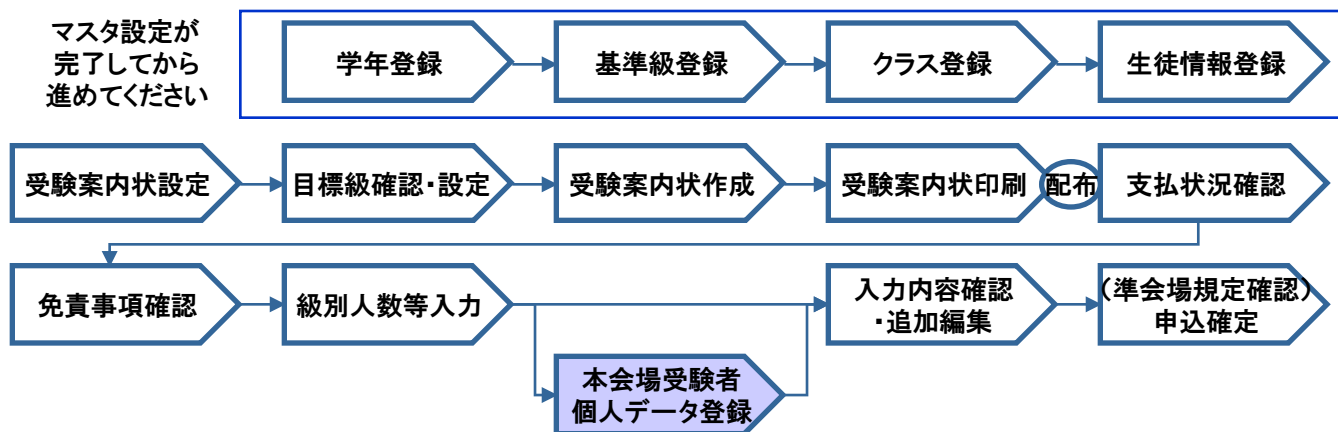 マスタ設定が
完了してから
進めてください
学年登録
基準級登録
クラス登録
生徒情報登録
受験案内状設定
目標級確認・設定
受験案内状作成
受験案内状印刷
配布
支払状況確認
免責事項確認
級別人数等入力
入力内容確認
・追加編集
(準会場規定確認)
申込確定
本会場受験者
個人データ登録